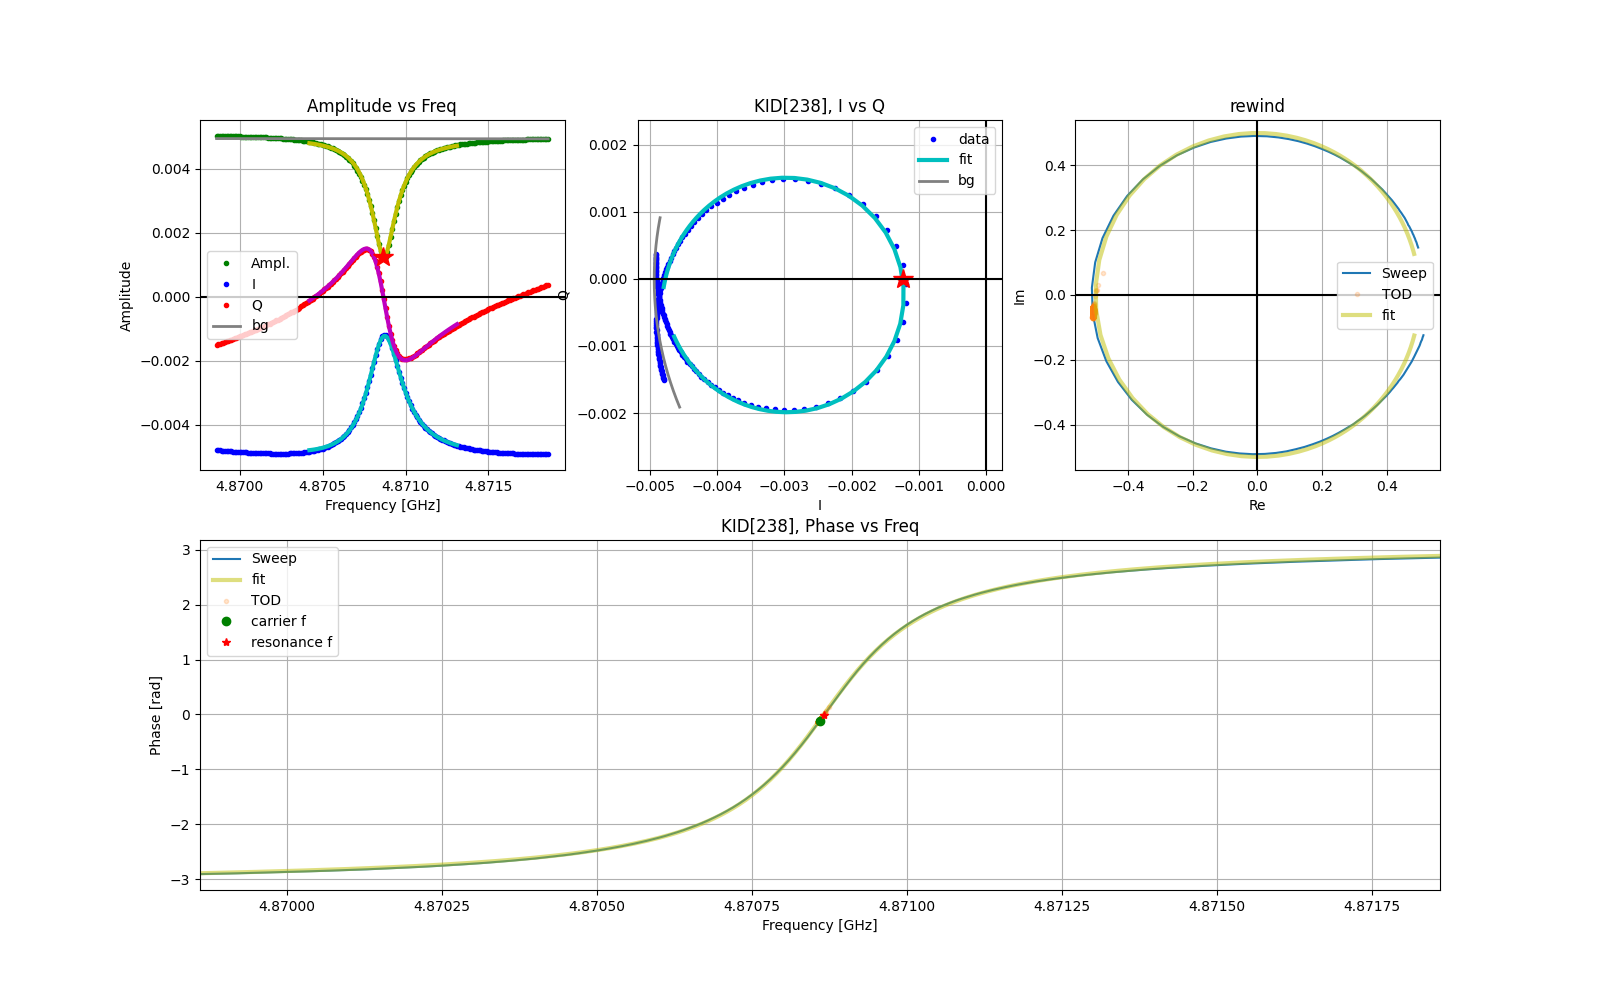 Amplitude vs Freq
Amplitude
0.004
0.002
0.000
−0.002
−0.004
Ampl.
I
Q
bg
4.8700
4.8705
4.8710
4.8715
Frequency [GHz]
KID[238], I vs Q
Q
0.002
0.001
0.000
−0.001
−0.002
data
fit
bg
−0.005
−0.004
−0.003
−0.002
−0.001
0.000
I
rewind
Im
0.4
0.2
0.0
−0.2
−0.4
Sweep
TOD
fit
−0.4
−0.2
0.0
0.2
0.4
Re
KID[238], Phase vs Freq
Phase [rad]
3
2
1
0
−1
−2
−3
Sweep
fit
TOD
carrier f
resonance f
4.87000
4.87025
4.87050
4.87075
4.87100
4.87125
4.87150
4.87175
Frequency [GHz]